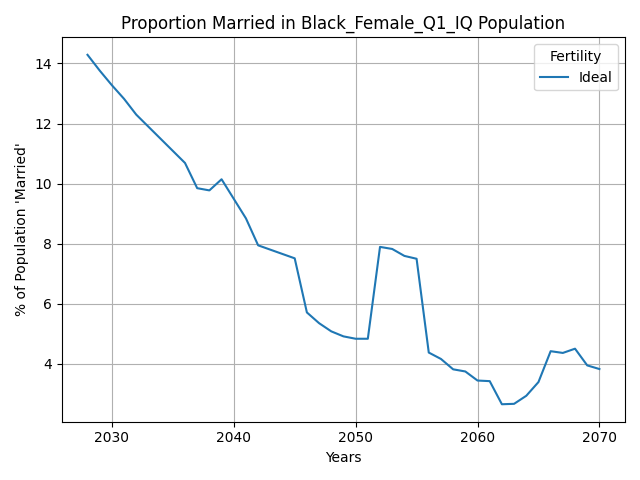 Proportion Married in Black_Female_Q1_IQ Population
Fertility
Ideal
14
12
10
8
6
4
% of Population 'Married'
2030 2040 2050 2060 2070
Years